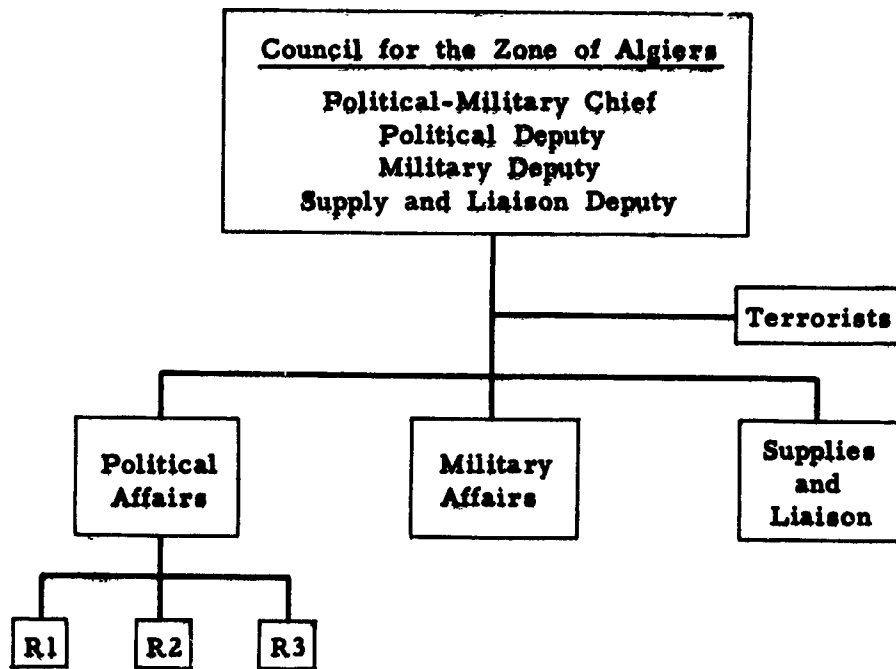 Council for the Zone of Algiers
Political-Military Chief
Political Deputy
Military Deputy
Supply and Liaison Deputy
Terrorists
Political
Affairs
Military
Affairs
Supplies
and
Liaison
R1
R2
R3